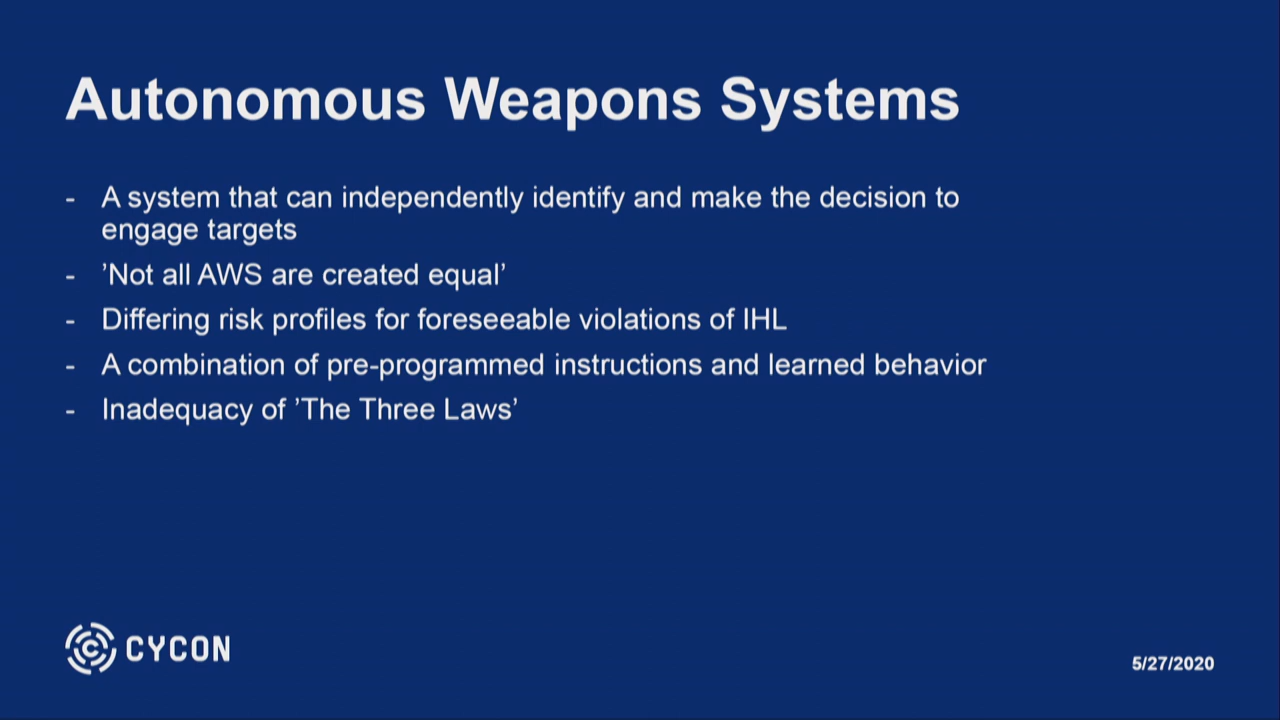 Autonomous Weapons Systems
- A system that can independently identify and make the decision to
engage targets
- ’Not all AWS are created equal’
- Differing risk profiles for foreseeable violations of IHL
- A combination of pre-programmed instructions and learned behavior
- Inadequacy of ’The Three Laws’
CYCON
5/27/2020